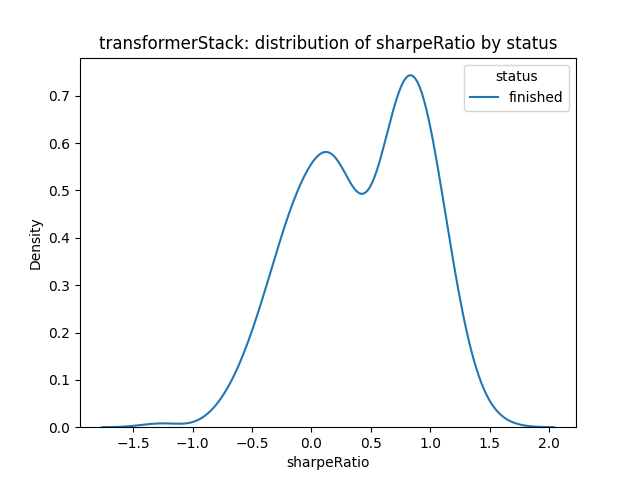 transformerStack: distribution of sharpeRatio by status
status
finished
Density
0.7
0.6
0.5
0.4
0.3
0.2
0.1
0.0
−1.5 −1.0 −0.5 0.0 0.5 1.0 1.5 2.0
sharpeRatio